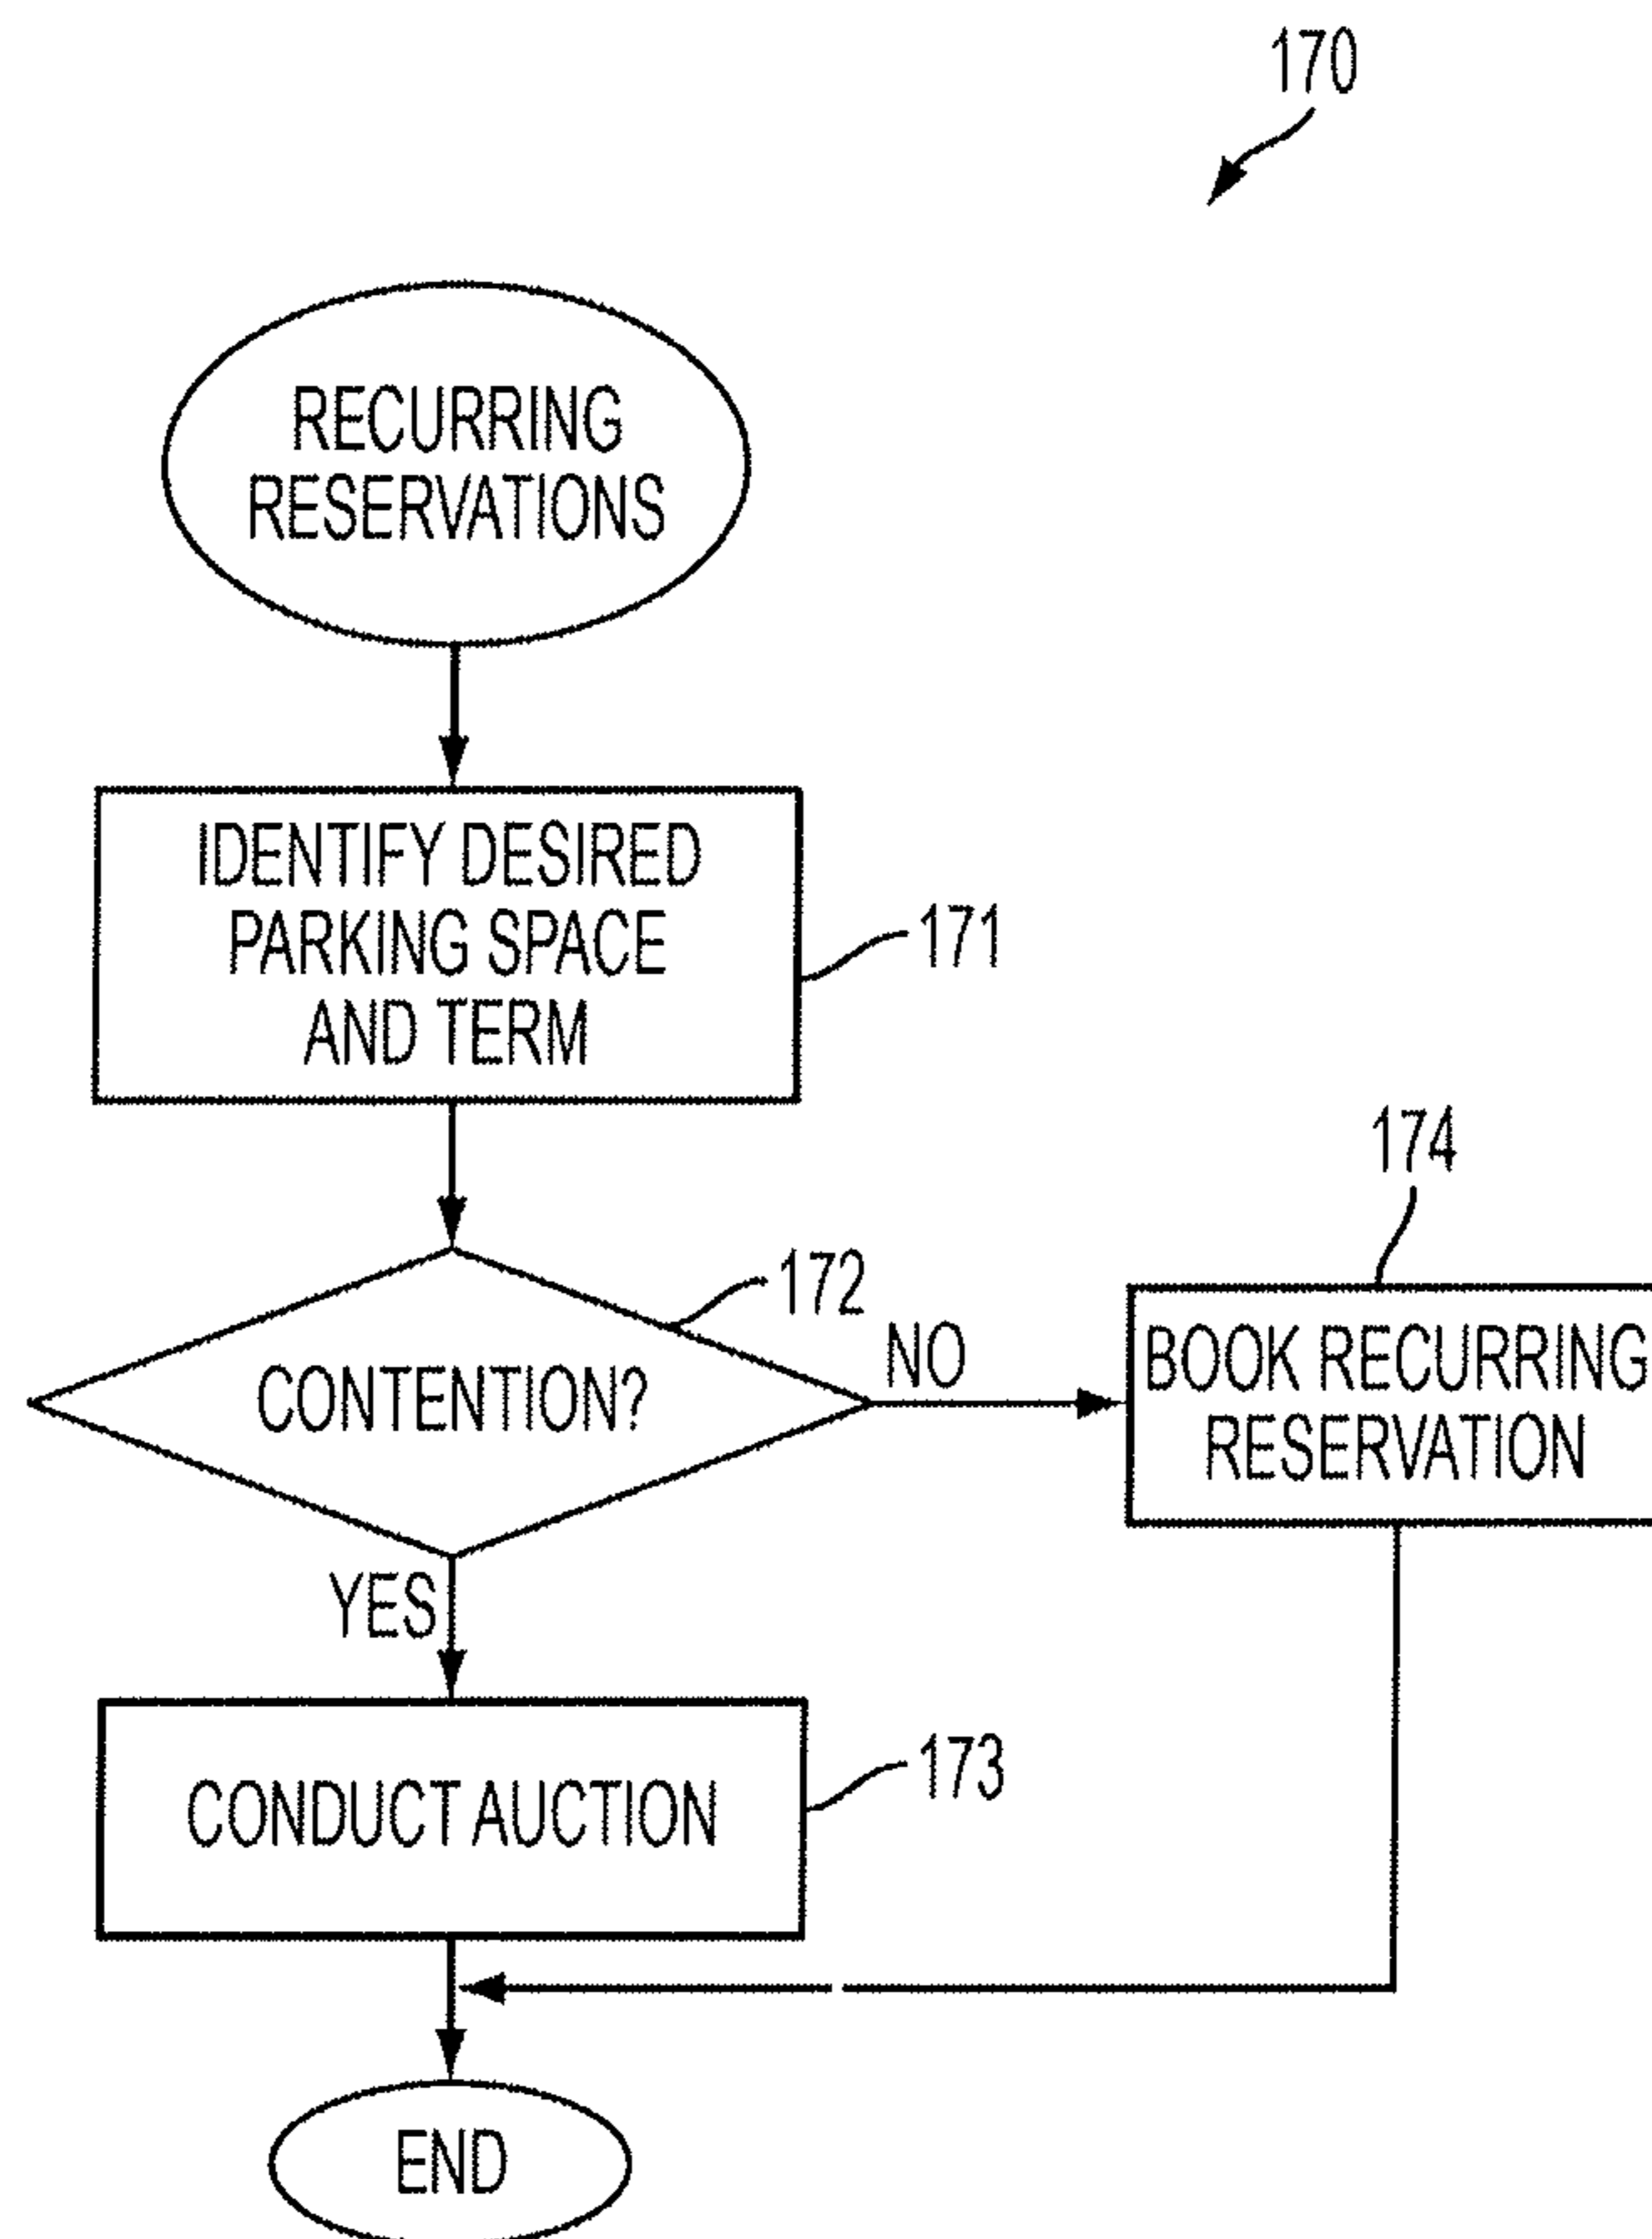 170
RECURRING
RESERVATIONS
IDENTIFY DESIRED
PARKING SPACE
AND TERM
171
174
172
CONTENTION?
NO
BOOK RECURRING
RESERVATION
YES
CONDUCT AUCTION
173
END